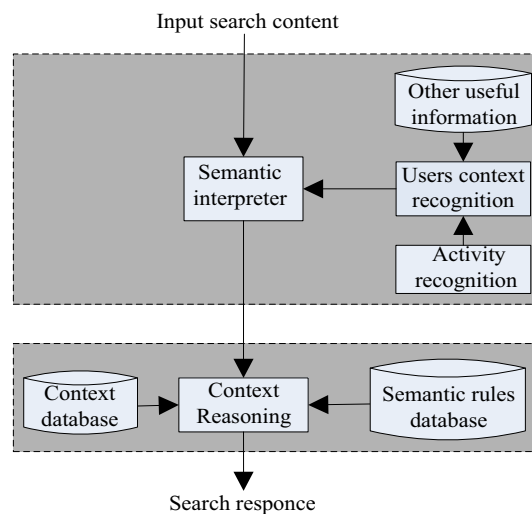 Input search content
Other useful
information
Semantic
interpreter
Users context
recognition
Activity
recognition
Context
database
Context
Reasoning
Semantic rules
database
Search responce